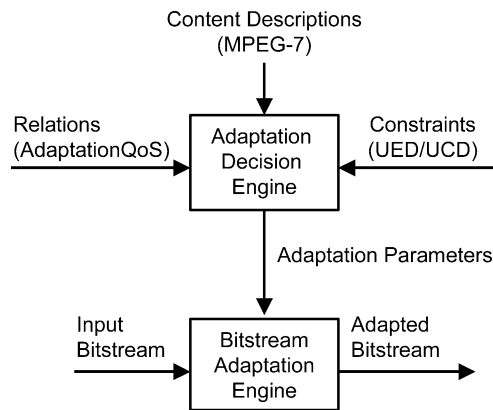 Content Descriptions
(MPEG-7)
Relations
(AdaptationQoS)
Adaptation
Decision
Engine
Constraints
(UED/UCD)
Adaptation Parameters
Input
Bitstream
Bitstream
Adaptation
Engine
Adapted
Bitstream